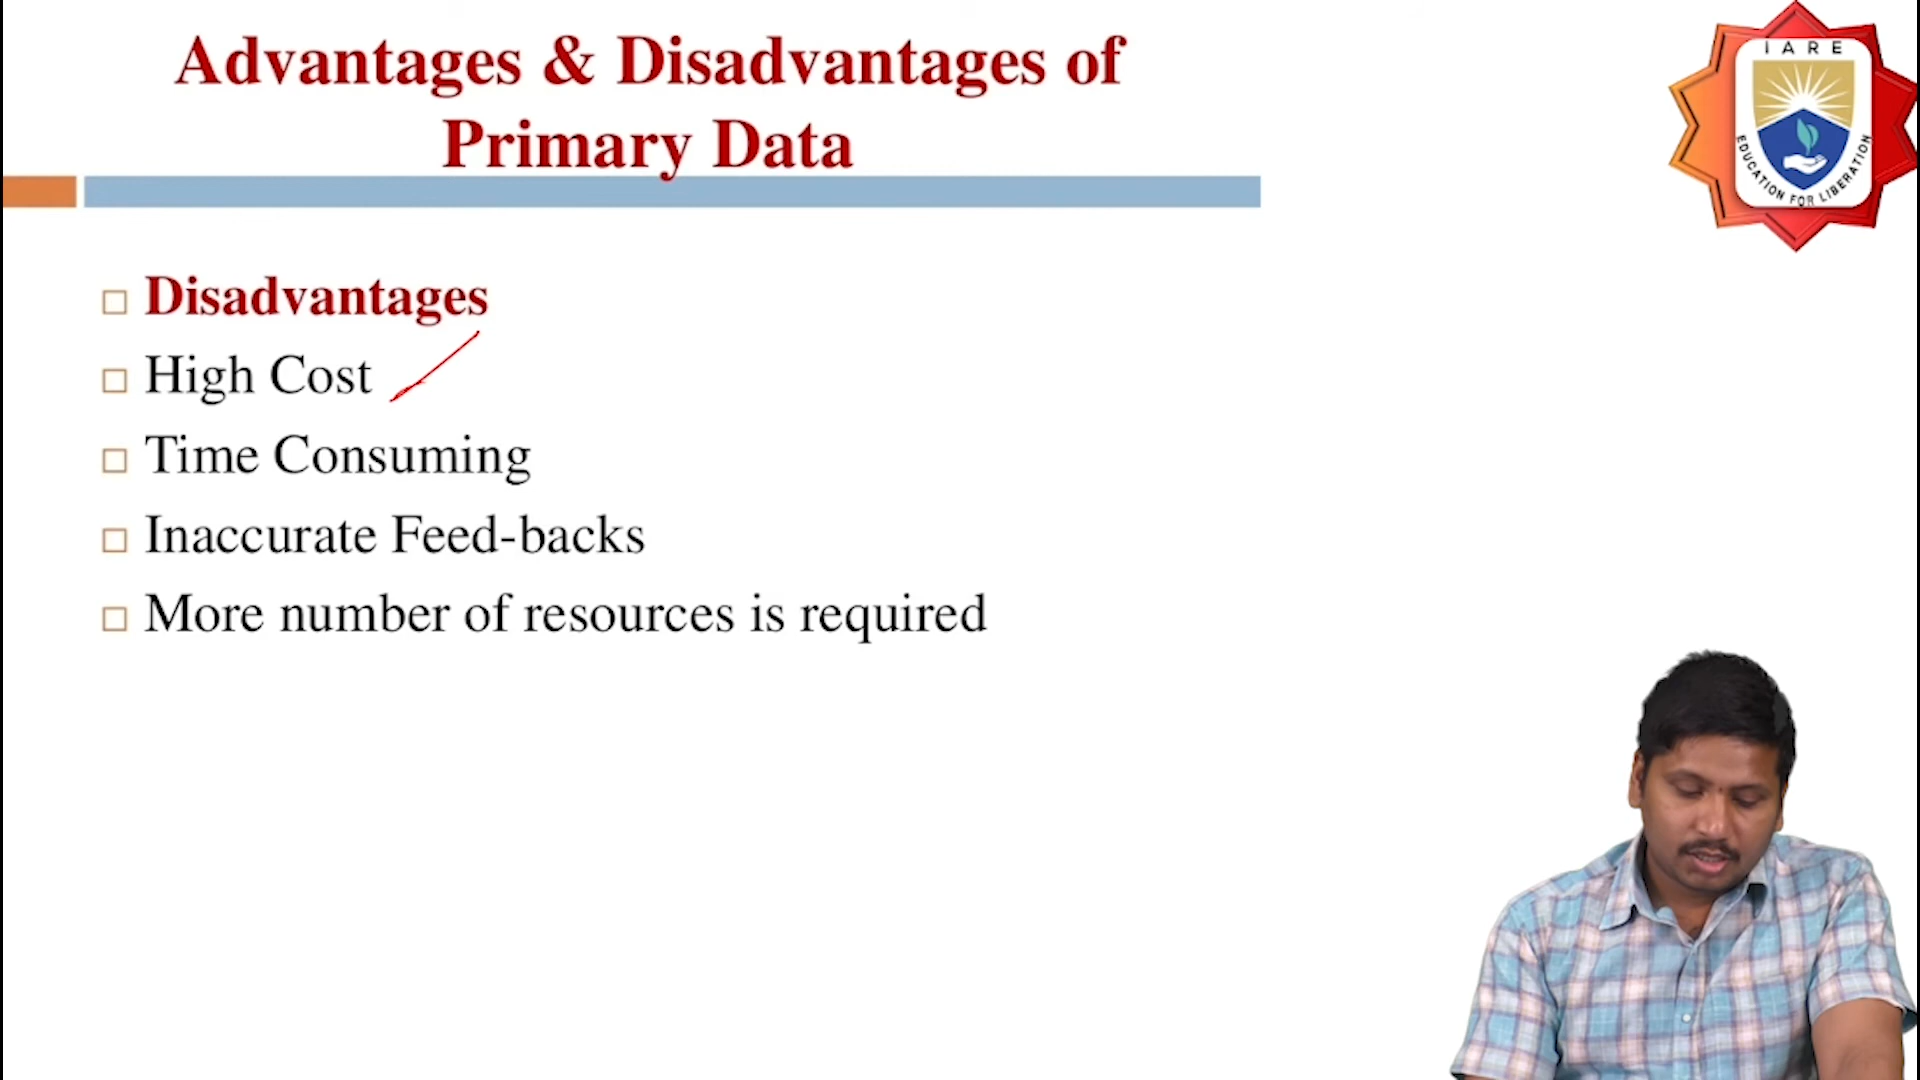 Advantages & Disadvantages of
Primary Data
IARE
EDUCATION FOR LIBERATION
Disadvantages
High Cost
Time Consuming
Inaccurate Feed-backs
More number of resources is required